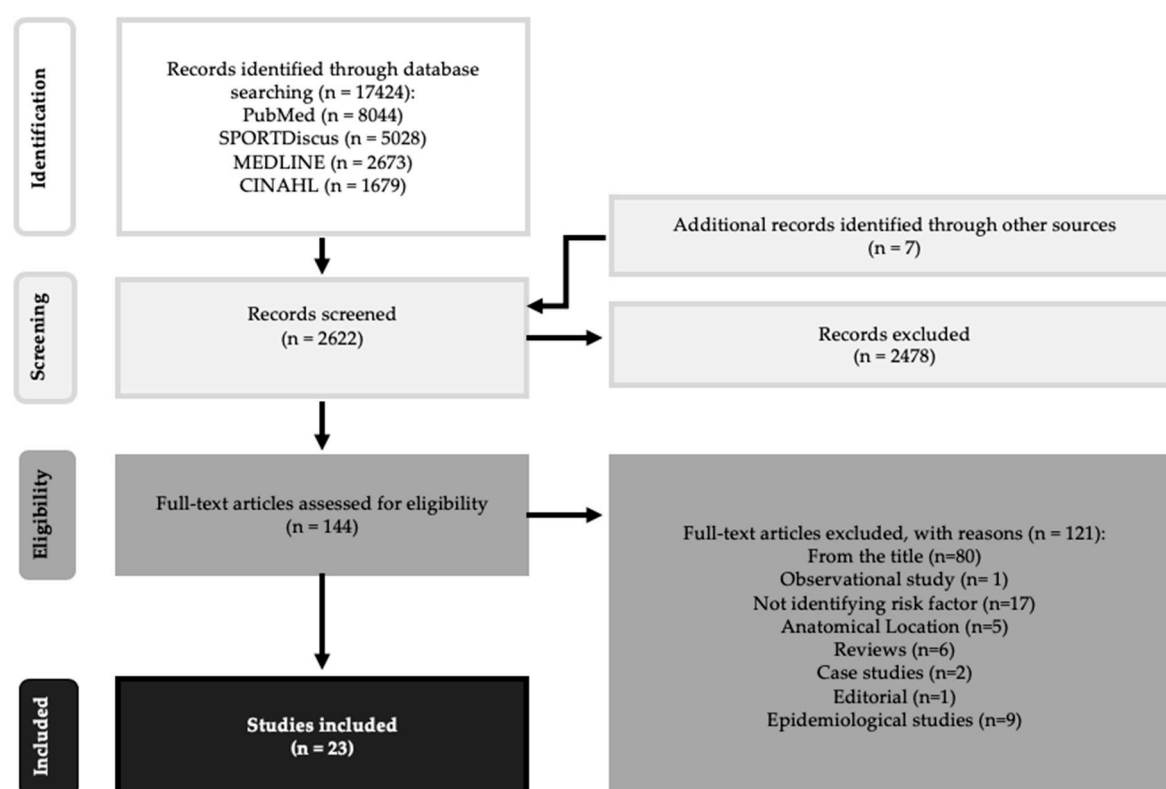 Identification
Records identified through database
searching (n = 17424):
PubMed (n = 8044)
SPORTDiscus (n = 5028)
MEDLINE (n = 2673)
CINAHL (n = 1679)
Additional records identified through other sources
(n = 7)
Screening
Records screened
(n = 2622)
Records excluded
(n = 2478)
Eligibility
Full-text articles assessed for eligibility
(n = 144)
Full-text articles excluded, with reasons (n = 121):
From the title (n=80)
Observational study (n= 1)
Not identifying risk factor (n=17)
Anatomical Location (n=5)
Reviews (n=6)
Case studies (n=2)
Editorial (n=1)
Epidemiological studies (n=9)
Included
Studies included
(n = 23)